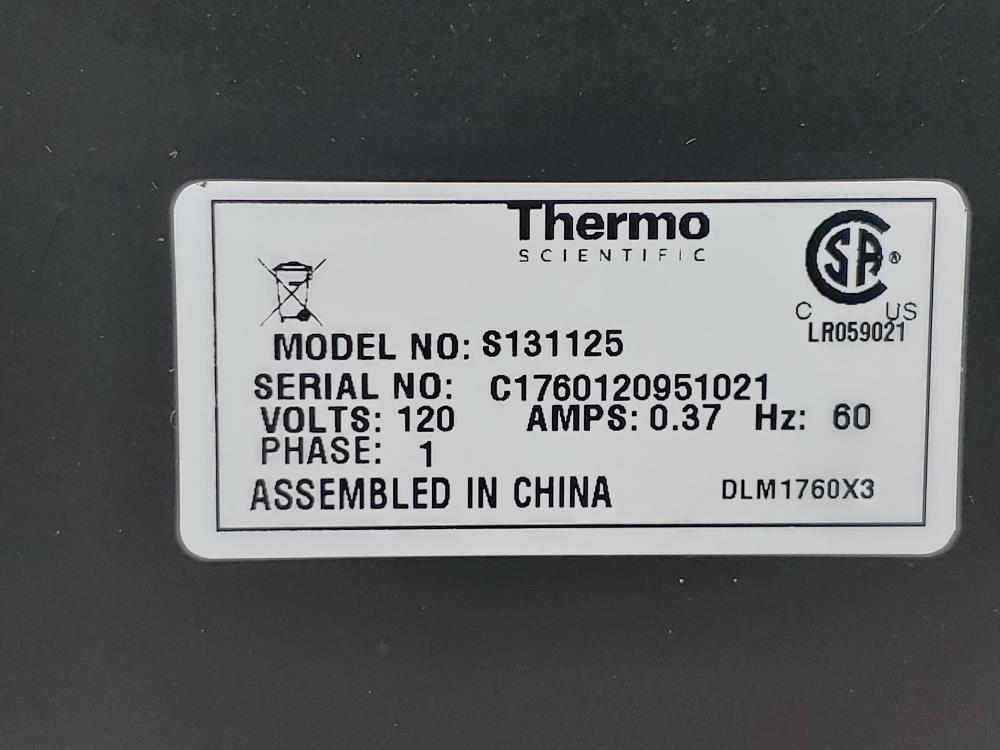 Thermo
SCIENTIFIC
CSA®
C US
LR059021
MODEL NO: S131125
SERIAL NO: C1760120951021
VOLTS: 120 AMPS: 0.37 Hz: 60
PHASE: 1
ASSEMBLED IN CHINA DLM1760X3